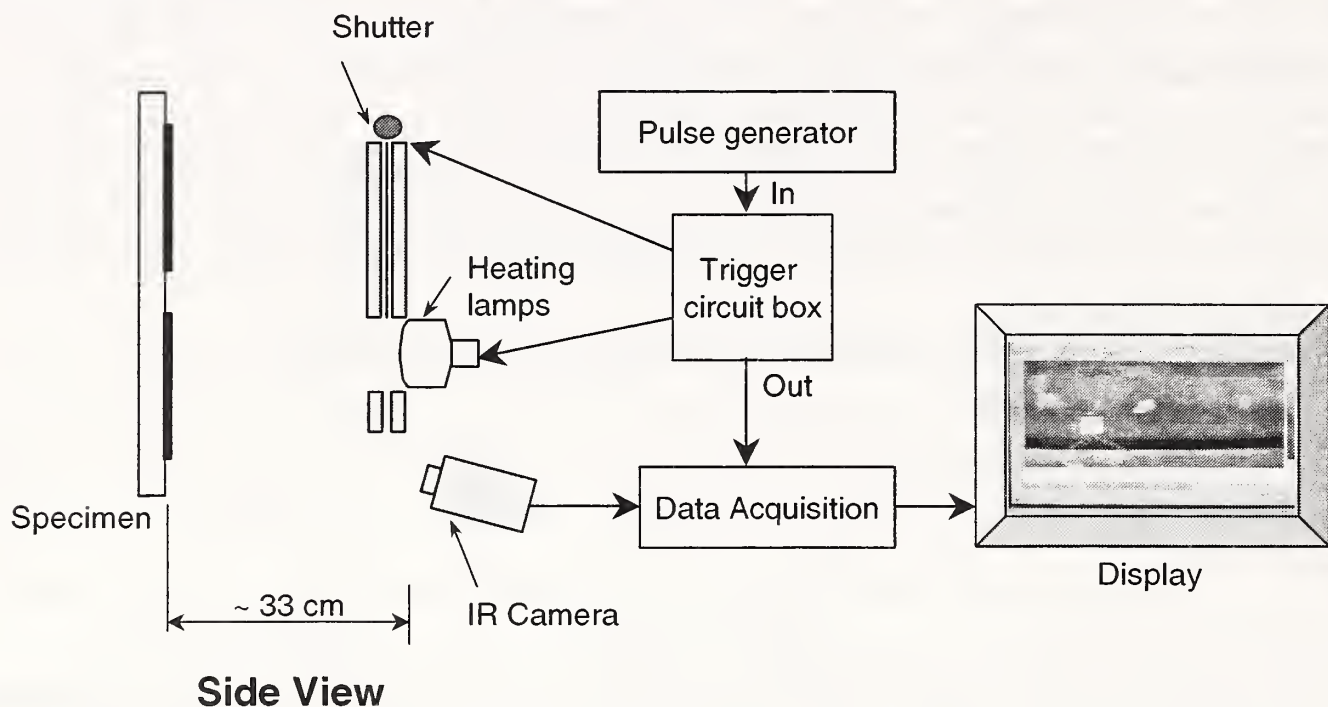 Shutter
Pulse generator
In
Heating
lamps
Trigger
circuit box
Out
Specimen
Data Acquisition
Display
~ 33 cm
IR Camera
Side View